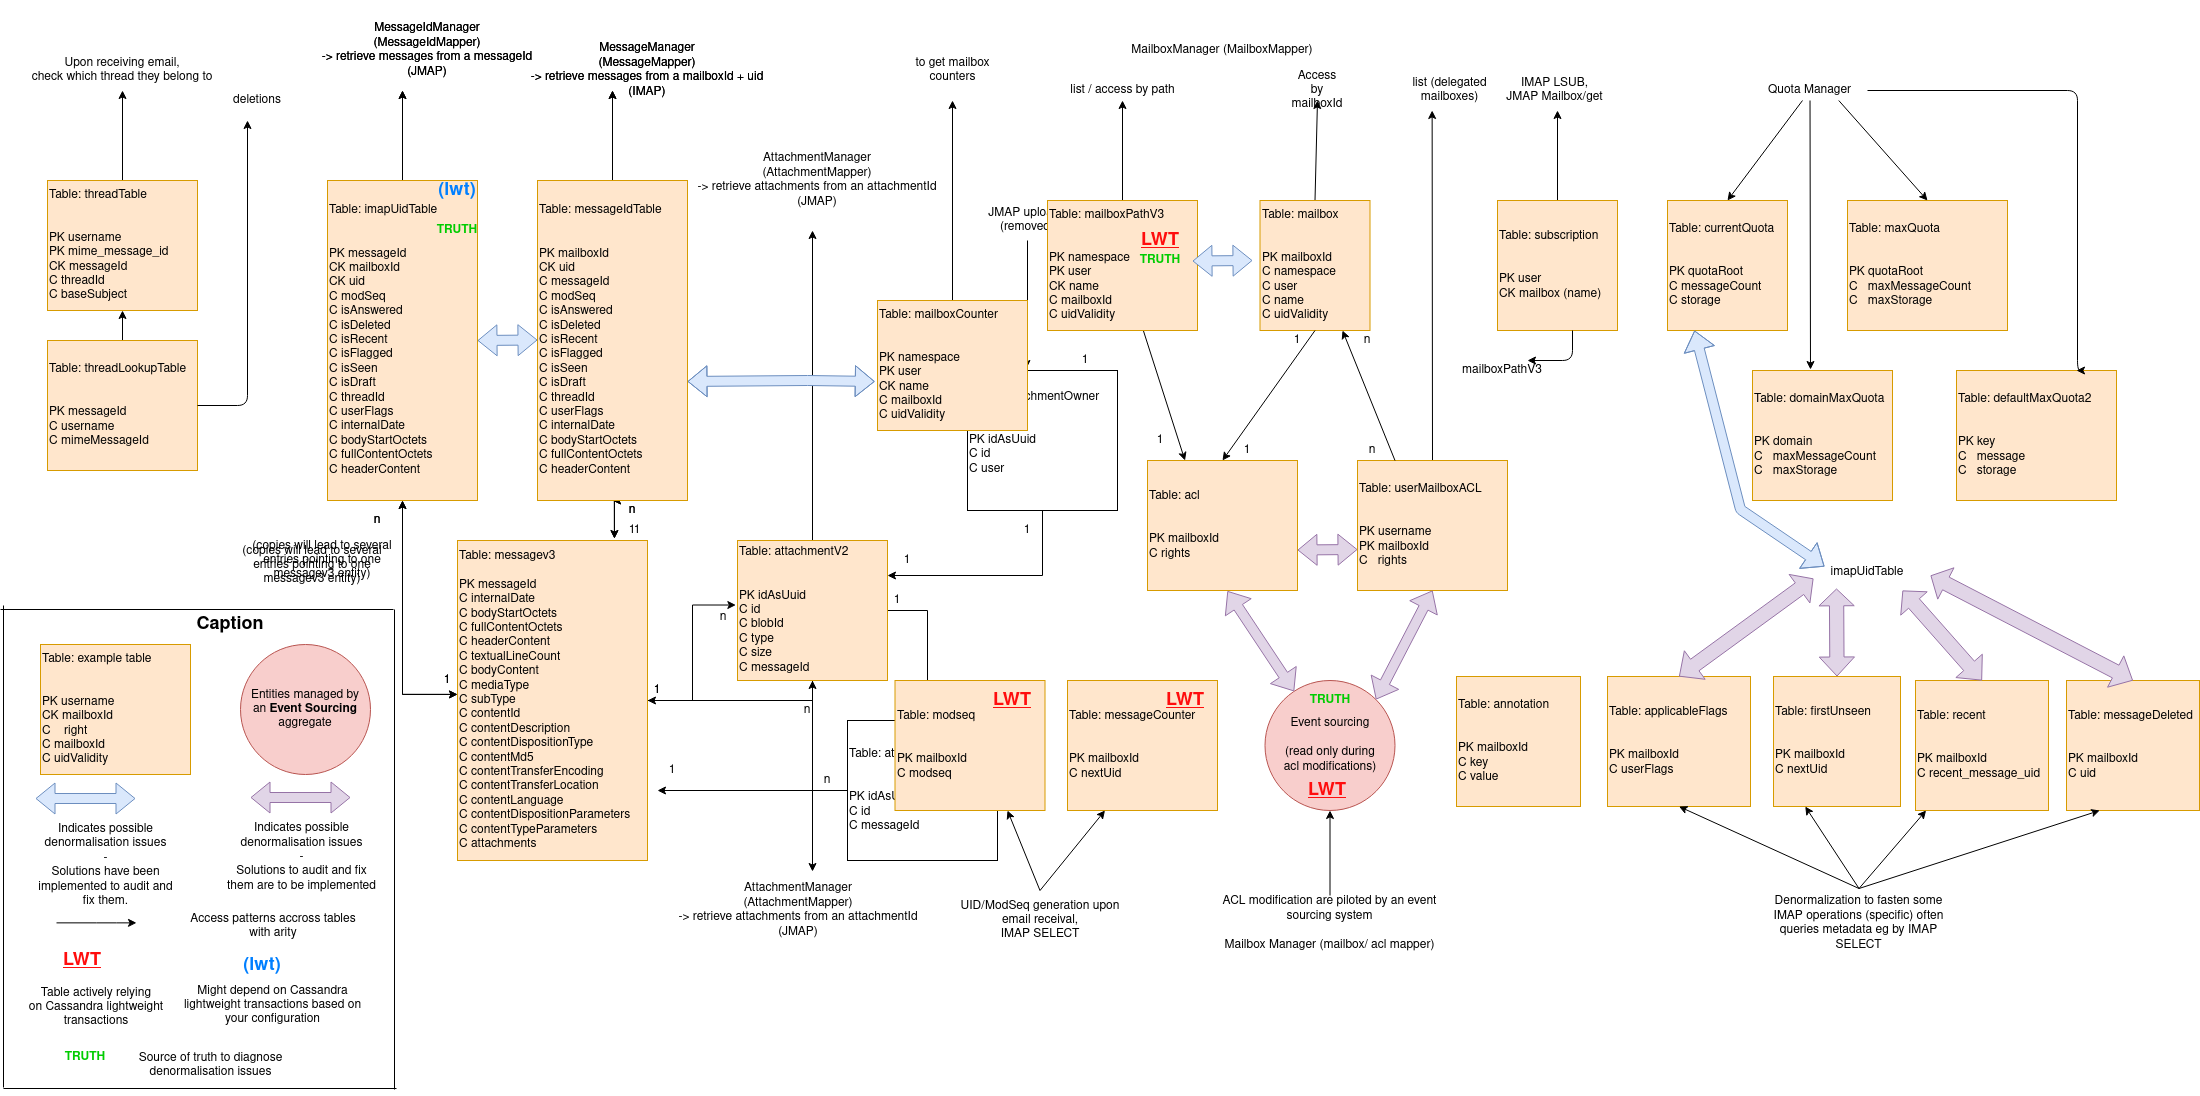 MessageIdManager
(MessageIdMapper)
-> retrieve messages from a messageId
(JMAP)
MessageManager
(MessageMapper)
-> retrieve messages from a mailboxId + uid
(IMAP)
MailboxManager (MailboxMapper)
Upon receiving email,
check which thread they belong to
deletions
to get mailbox
counters
list / access by path
Access
by
mailboxId
list (delegated
mailboxes)
IMAP LSUB,
JMAP Mailbox/get
Quota Manager
AttachmentManager
(AttachmentMapper)
-> retrieve attachments from an attachmentId
(JMAP)
Table: threadTable
PK username
PK mime_message_id
CK messageId
C threadId
C baseSubject
Table: threadLookupTable
PK messageId
C username
C mimeMessageId
(lwt)
Table: imapUidTable
TRUTH
PK messageId
CK mailboxId
CK uid
C modSeq
C isAnswered
C isDeleted
C isRecent
C isFlagged
C isSeen
C isDraft
C threadId
C userFlags
C internalDate
C bodyStartOctets
C fullContentOctets
C headerContent
Table: messageIdTable
PK mailboxId
CK uid
C messageId
C modSeq
C isAnswered
C isDeleted
C isRecent
C isFlagged
C isSeen
C isDraft
C threadId
C userFlags
C internalDate
C bodyStartOctets
C fullContentOctets
C headerContent
JMAP uplo
(removed
Table: mailboxCounter
PK namespace
PK user
CK name
C mailboxId
C uidValidity
1
chmentOwner
PK idAsUuid
C id
C user
1
Table: mailboxPathV3
LWT
TRUTH
PK namespace
PK user
CK name
C mailboxId
C uidValidity
Table: mailbox
PK mailboxId
C namespace
C user
C name
C uidValidity
1
n
1
1
n
Table: subscription
PK user
CK mailbox (name)
mailboxPathV3
Table: currentQuota
PK quotaRoot
C messageCount
C storage
Table: maxQuota
PK quotaRoot
C maxMessageCount
C maxStorage
Table: domainMaxQuota
PK domain
C maxMessageCount
C maxStorage
Table: defaultMaxQuota2
PK key
C message
C storage
Table: acl
PK mailboxId
C rights
Table: userMailboxACL
PK username
PK mailboxId
C rights
n
(copies will lead to several
entries pointing to one
messagev3 entity)
(copies will lead to several
entries pointing to one
messagev3 entity)
1
n
11
Table: messagev3
PK messageId
C internalDate
C bodyStartOctets
C fullContentOctets
C headerContent
C textualLineCount
C bodyContent
C mediaType
C subType
C contentId
C contentDescription
C contentDispositionType
C contentMd5
C contentTransferEncoding
C contentTransferLocation
C contentLanguage
C contentDispositionParameters
C contentTypeParameters
C attachments
Table: attachmentV2
PK idAsUuid
C id
C blobId
C type
C size
C messageId
1
1
n
1
n
1
n
Table: at
PK idAsU
C id
C messageId
LWT
Table: modseq
PK mailboxId
C modseq
LWT
Table: messageCounter
PK mailboxId
C nextUid
AttachmentManager
(AttachmentMapper)
-> retrieve attachments from an attachmentId
(JMAP)
UID/ModSeq generation upon
email receival,
IMAP SELECT
TRUTH
Event sourcing
(read only during
acl modifications)
LWT
ACL modification are piloted by an event
sourcing system
Mailbox Manager (mailbox/ acl mapper)
Table: annotation
PK mailboxId
C key
C value
imapUidTable
Table: applicableFlags
PK mailboxId
C userFlags
Table: firstUnseen
PK mailboxId
C nextUid
Table: recent
PK mailboxId
C recent_message_uid
Table: messageDeleted
PK mailboxId
C uid
Denormalization to fasten some
IMAP operations (specific) often
queries metadata eg by IMAP
SELECT
Caption
Table: example table
PK username
CK mailboxId
C right
C mailboxId
C uidValidity
Entities managed by
an Event Sourcing
aggregate
Indicates possible
denormalisation issues
-
Solutions have been
implemented to audit and
fix them.
Indicates possible
denormalisation issues
-
Solutions to audit and fix
them are to be implemented
Access patterns accross tables
with arity
LWT
Table actively relying
on Cassandra lightweight
transactions
(lwt)
Might depend on Cassandra
lightweight transactions based on
your configuration
TRUTH
Source of truth to diagnose
denormalisation issues